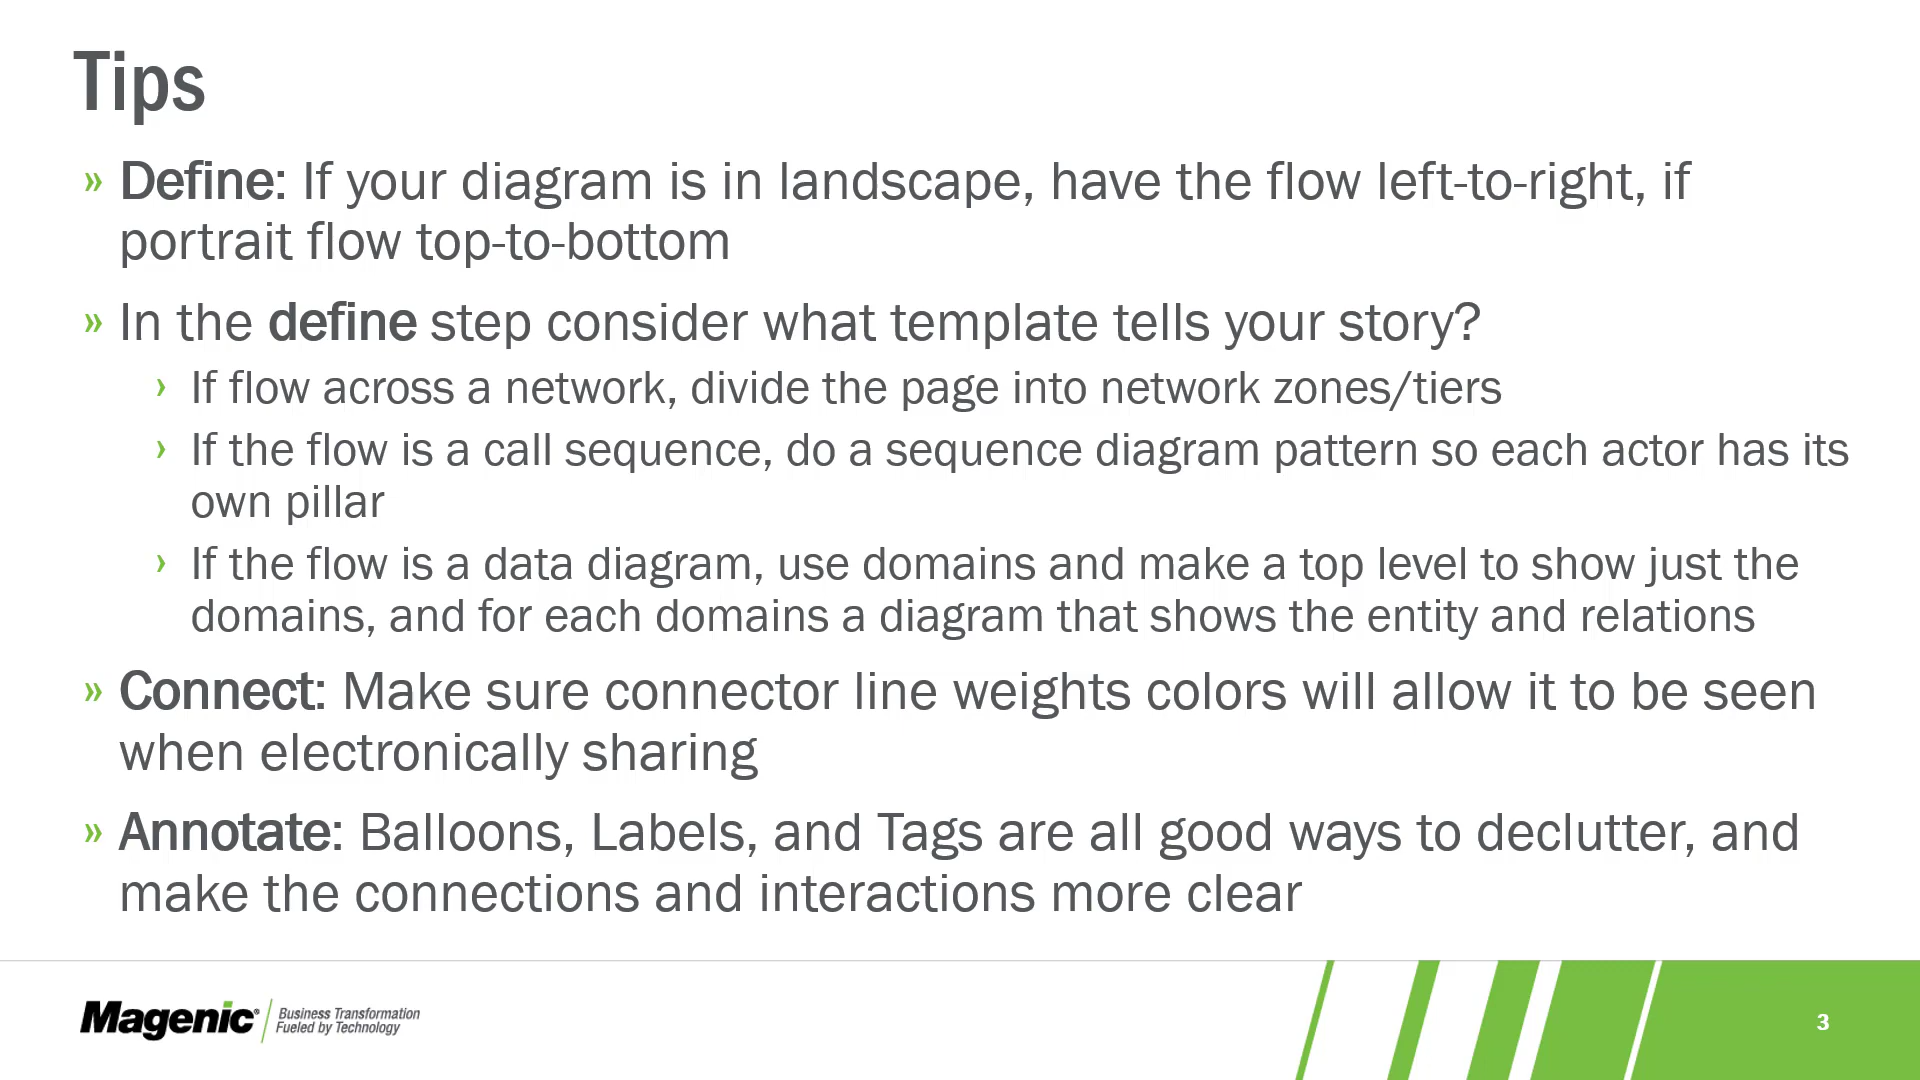 Tips
» Define: If your diagram is in landscape, have the flow left-to-right, if
portrait flow top-to-bottom
» In the define step consider what template tells your story?
› If flow across a network, divide the page into network zones/tiers
› If the flow is a call sequence, do a sequence diagram pattern so each actor has its
own pillar
› If the flow is a data diagram, use domains and make a top level to show just the
domains, and for each domains a diagram that shows the entity and relations
» Connect: Make sure connector line weights colors will allow it to be seen
when electronically sharing
» Annotate: Balloons, Labels, and Tags are all good ways to declutter, and
make the connections and interactions more clear
Magenic®
Business Transformation
Fueled by Technology
3